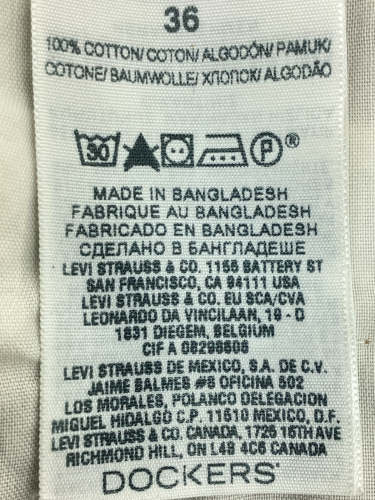 36
100% COTTON/ COTON/ ALGODÓN/ PAMUK/
COTONE/ BAUMWOLLE/ ХЛОПОК/ ALGODÃO
30 P ®
MADE IN BANGLADESH
FABRIQUE AU BANGLADESH
FABRICADO EN BANGLADESH
СДЕЛАНО В БАНГЛАДЕШЕ
LEVI STRAUSS & CO. 1155 BATTERY ST
SAN FRANCISCO, CA 94111 USA
LEVI STRAUSS & CO. EU SCA/CVA
LEONARDO DA VINCILAAN, 19 - D
1831 DIEGEM, BELGIUM
CIF A 08298505
LEVI STRAUSS DE MEXICO, S.A. DE C.V.
JAIME BALMES #8 OFICINA 502
LOS MORALES, POLANCO DELEGACION
MIGUEL HIDALGO C.P. 11510 MEXICO, D.F.
LEVI STRAUSS & CO. CANADA, 1725 16TH AVE
RICHMOND HILL, ON L4B 4C6 CANADA
DOCKERS®